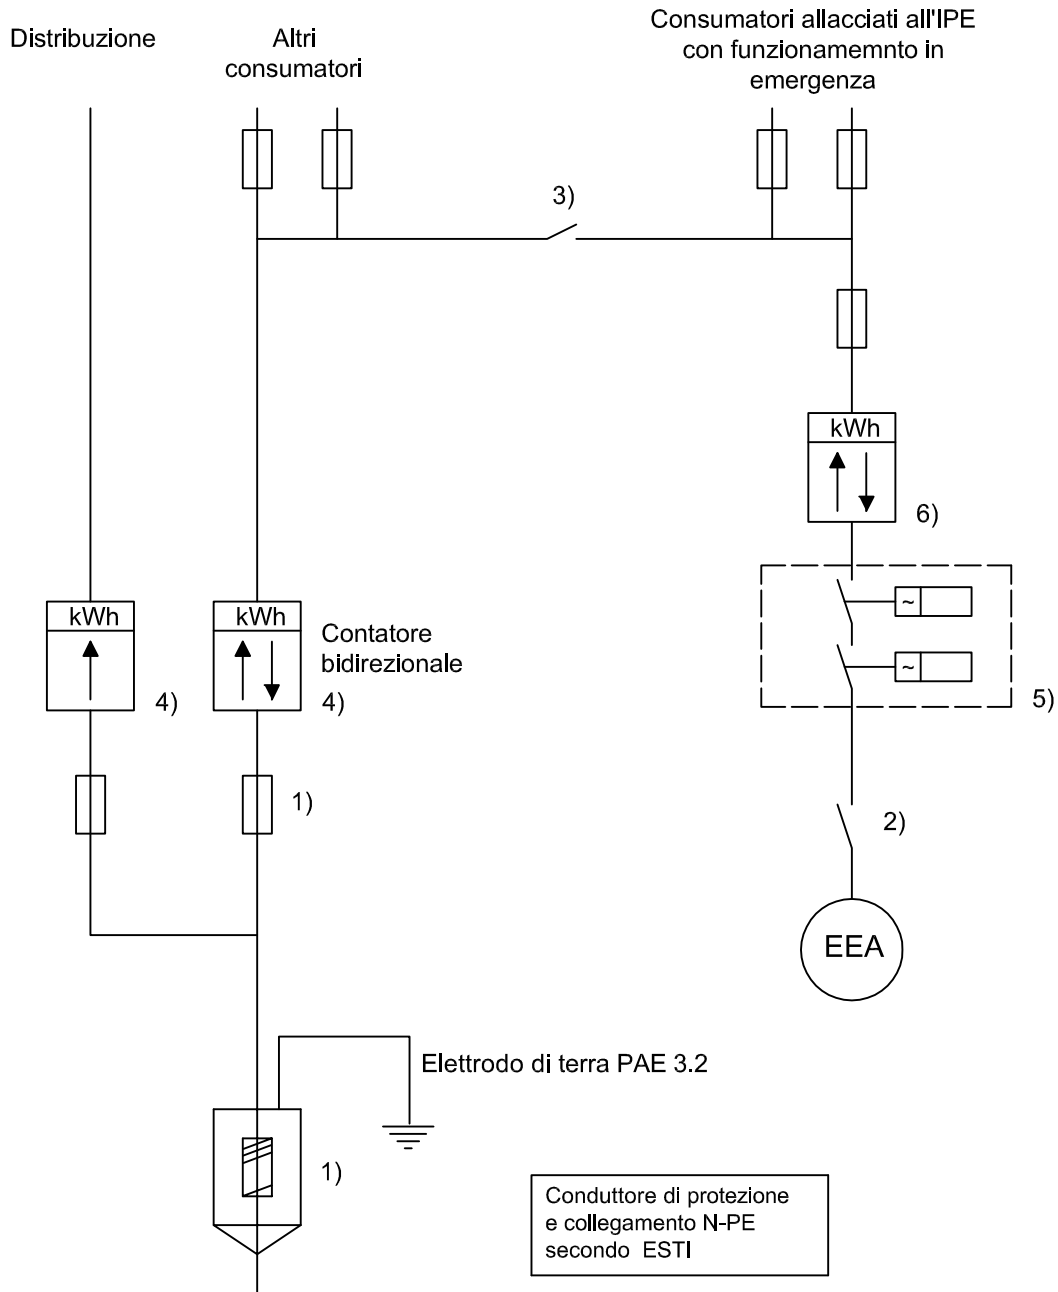 Distribuzione
Altri
consumatori
Consumatori allacciati all'IPE
con funzionamemnto in
emergenza
3)
kWh
6)
kWh
4)
kWh
Contatore
bidirezionale
4)
~
~
5)
1)
2)
EEA
Elettrodo di terra PAE 3.2
1)
Conduttore di protezione
e collegamento N-PE
secondo ESTI